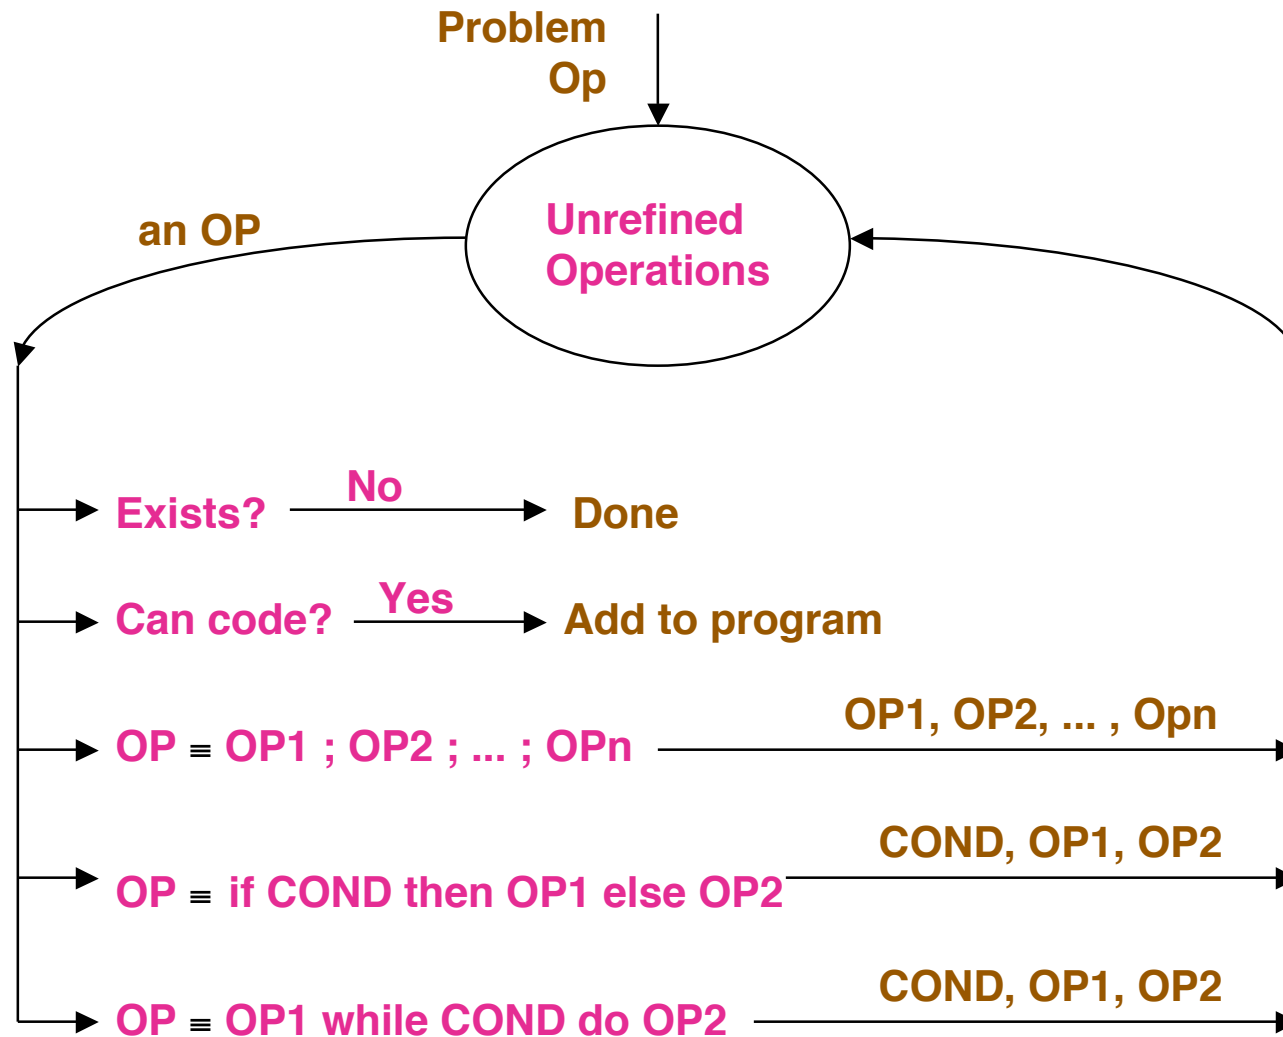 Problem
Op
an OP
Unrefined
Operations
Exists? No Done
Can code? Yes Add to program
OP ≡ OP1 ; OP2 ; ... ; OPn OP1, OP2, ... , Opn
OP ≡ if COND then OP1 else OP2 COND, OP1, OP2
OP ≡ OP1 while COND do OP2 COND, OP1, OP2